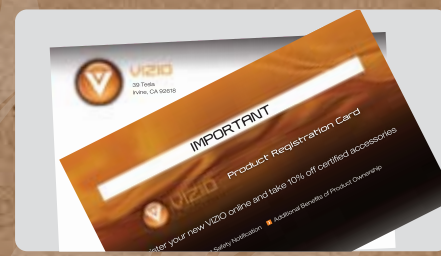 VIZIO
39 Tesla
Irvine, CA 92618
IMPORTANT
VIZIO Product Registration Card
your new VIZIO online and take 10% off certified accessories
Safety Notification Additional Benefits of Product Ownership